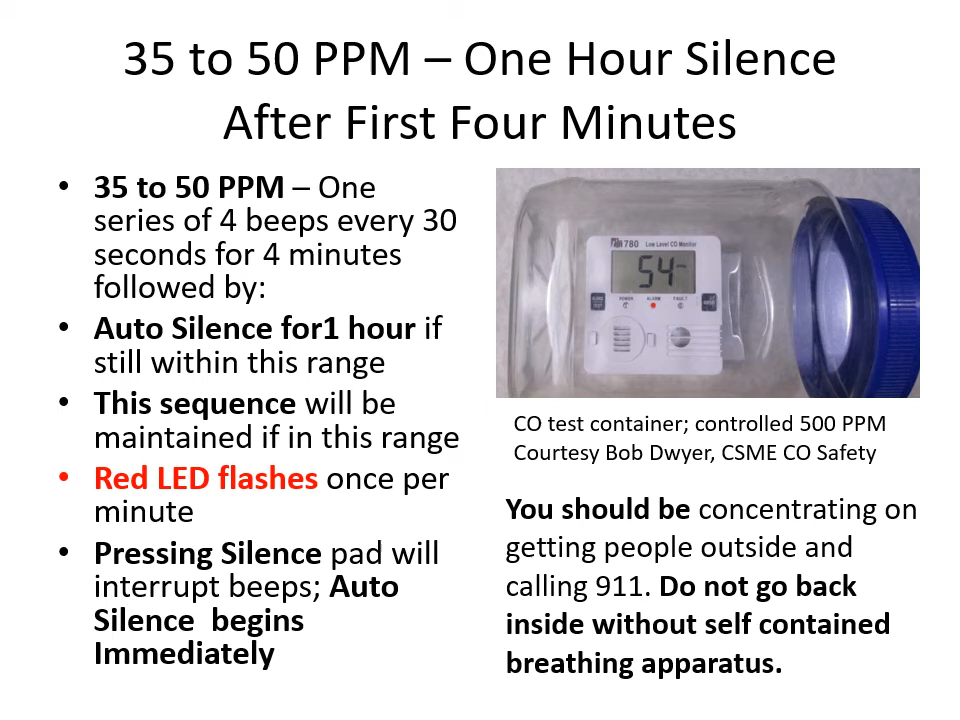 35 to 50 PPM – One Hour Silence
After First Four Minutes
• 35 to 50 PPM – One
series of 4 beeps every 30
seconds for 4 minutes
followed by:
• Auto Silence for1 hour if
still within this range
• This sequence will be
maintained if in this range
• Red LED flashes once per
minute
• Pressing Silence pad will
interrupt beeps; Auto
Silence  begins
Immediately
780 Low Level CO Monitor
54
POWER ALARM FAULT
CO test container; controlled 500 PPM
Courtesy Bob Dwyer, CSME CO Safety
You should be concentrating on
getting people outside and
calling 911. Do not go back
inside without self contained
breathing apparatus.